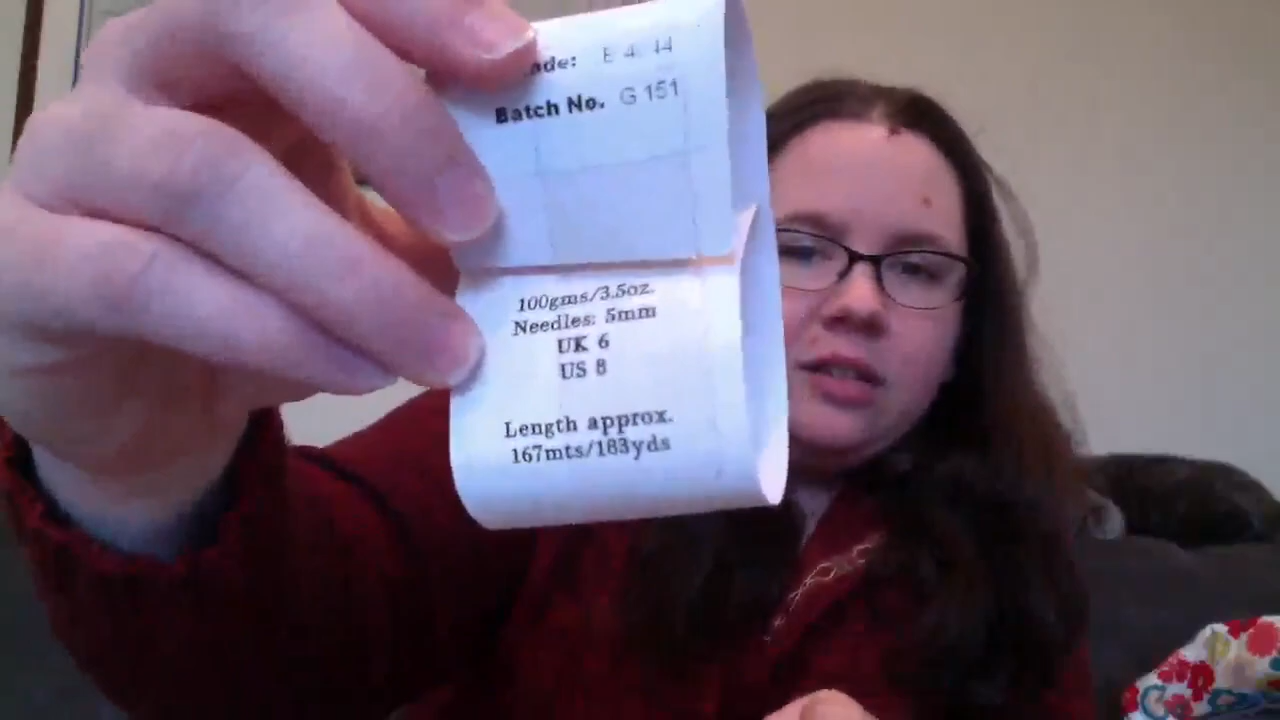 Batch No. G 151
100gms/3.5oz.
Needles: 5mm
UK 6
US 8
Length approx.
167mts/183yds